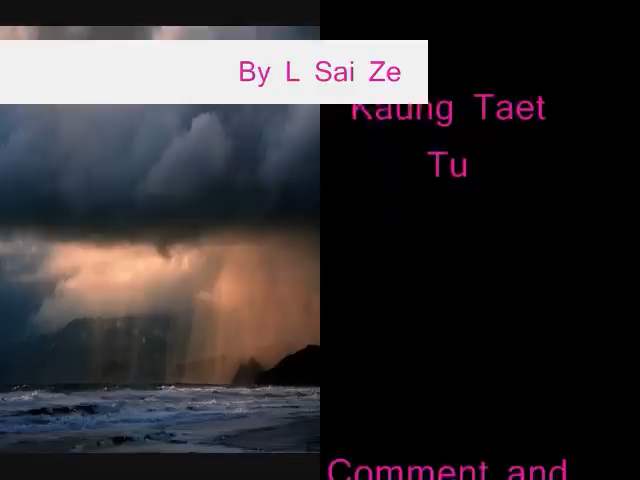 By L Sai Ze
Kaung Taet
Tu
Comment and